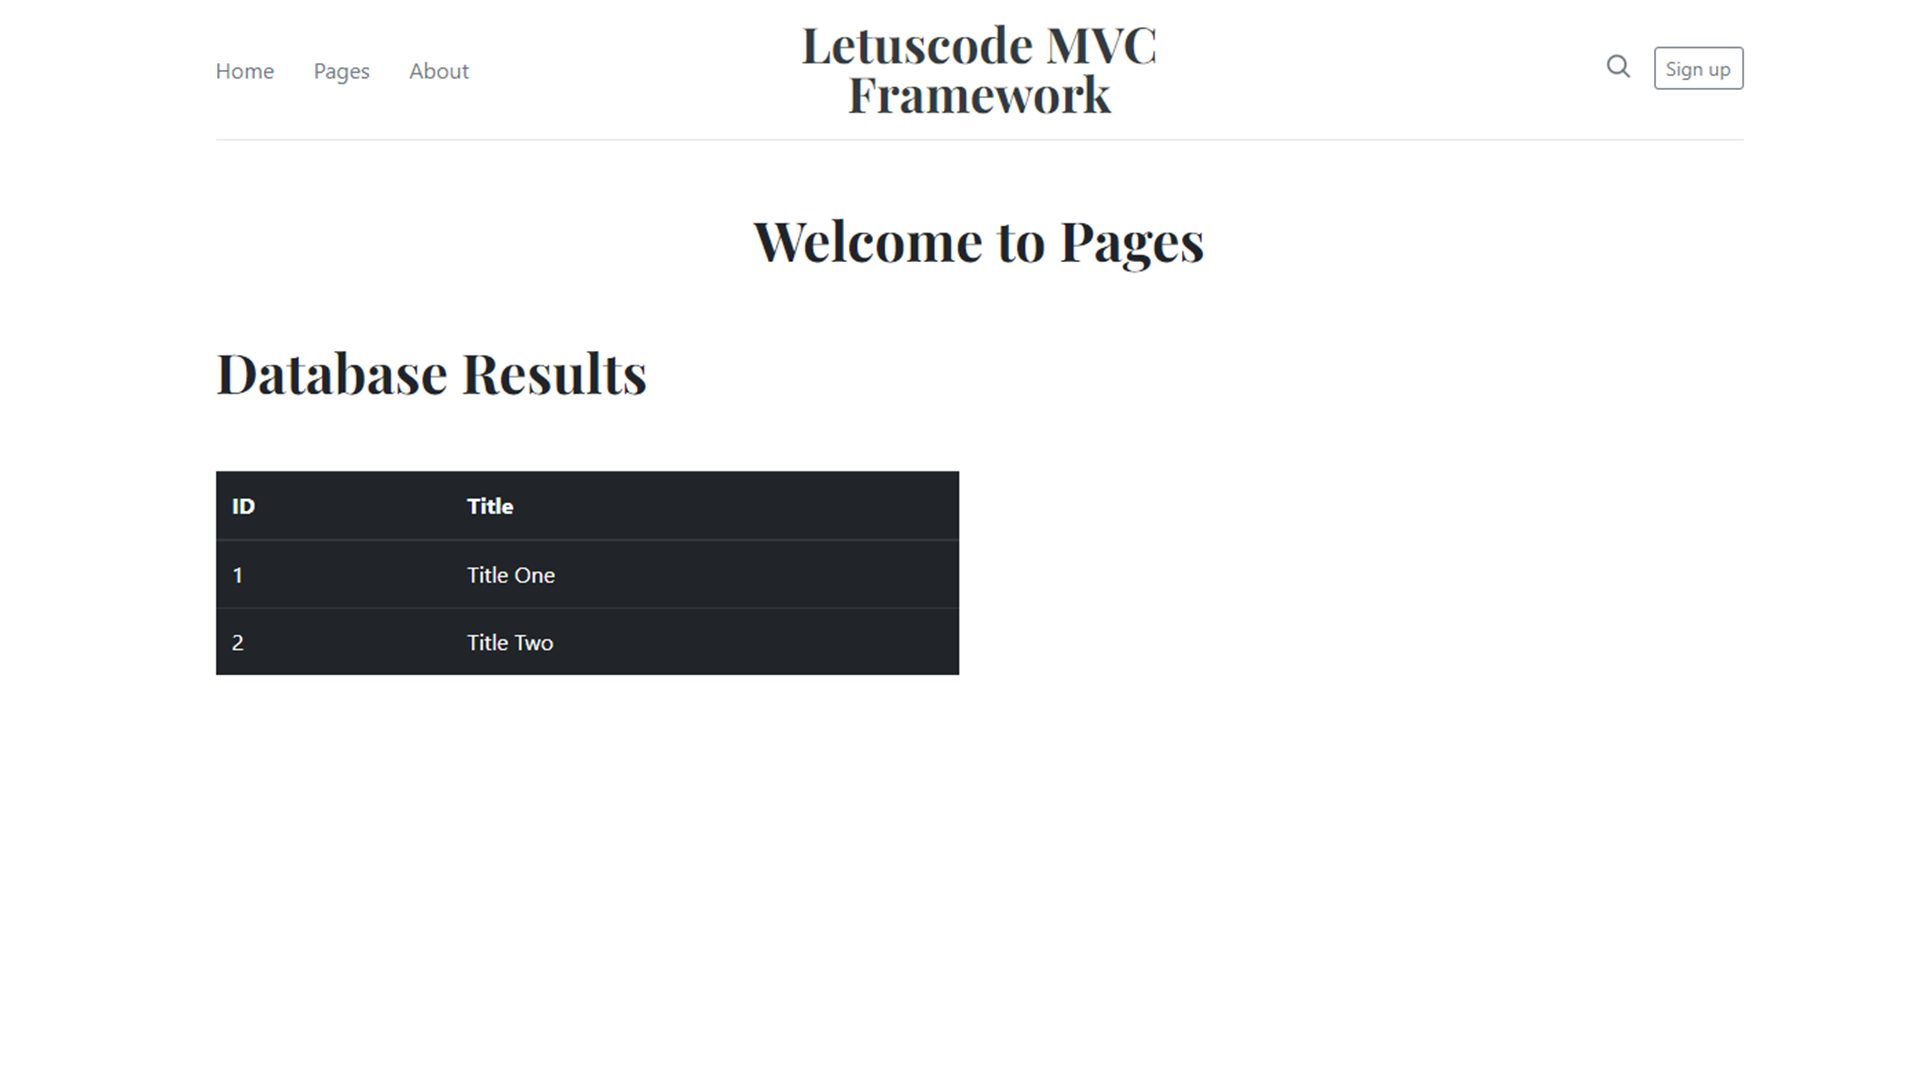 Home Pages About
Letuscode MVC
Framework
Sign up
Welcome to Pages
Database Results
ID Title
1 Title One
2 Title Two